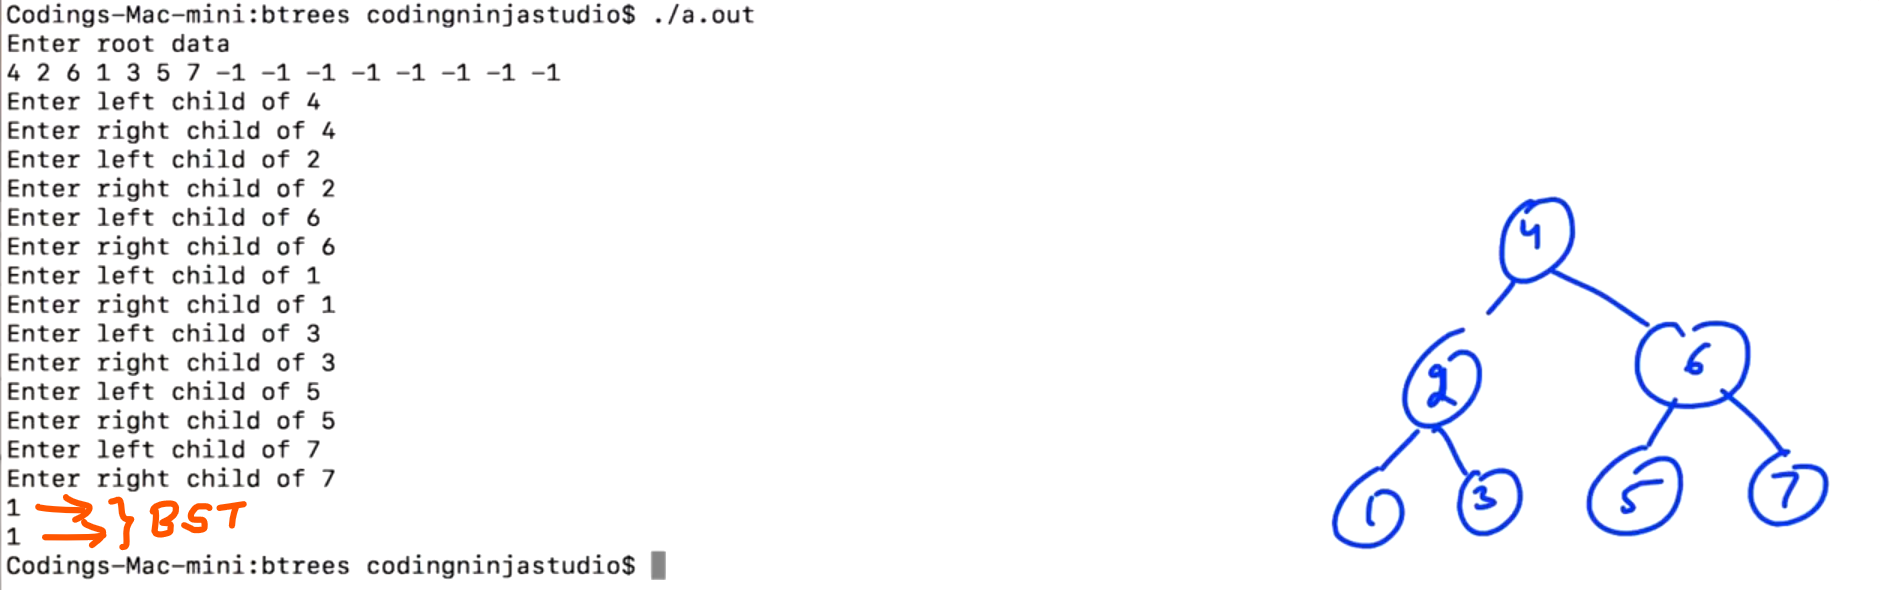 Codings-Mac-mini:btrees codingninjastudio$ ./a.out
Enter root data
4 2 6 1 3 5 7 -1 -1 -1 -1 -1 -1 -1 -1
Enter left child of 4
Enter right child of 4
Enter left child of 2
Enter right child of 2
Enter left child of 6
Enter right child of 6
Enter left child of 1
Enter right child of 1
Enter left child of 3
Enter right child of 3
Enter left child of 5
Enter right child of 5
Enter left child of 7
Enter right child of 7
1
1
} BST
Codings-Mac-mini:btrees codingninjastudio$
4
2 6
1 3 5 7